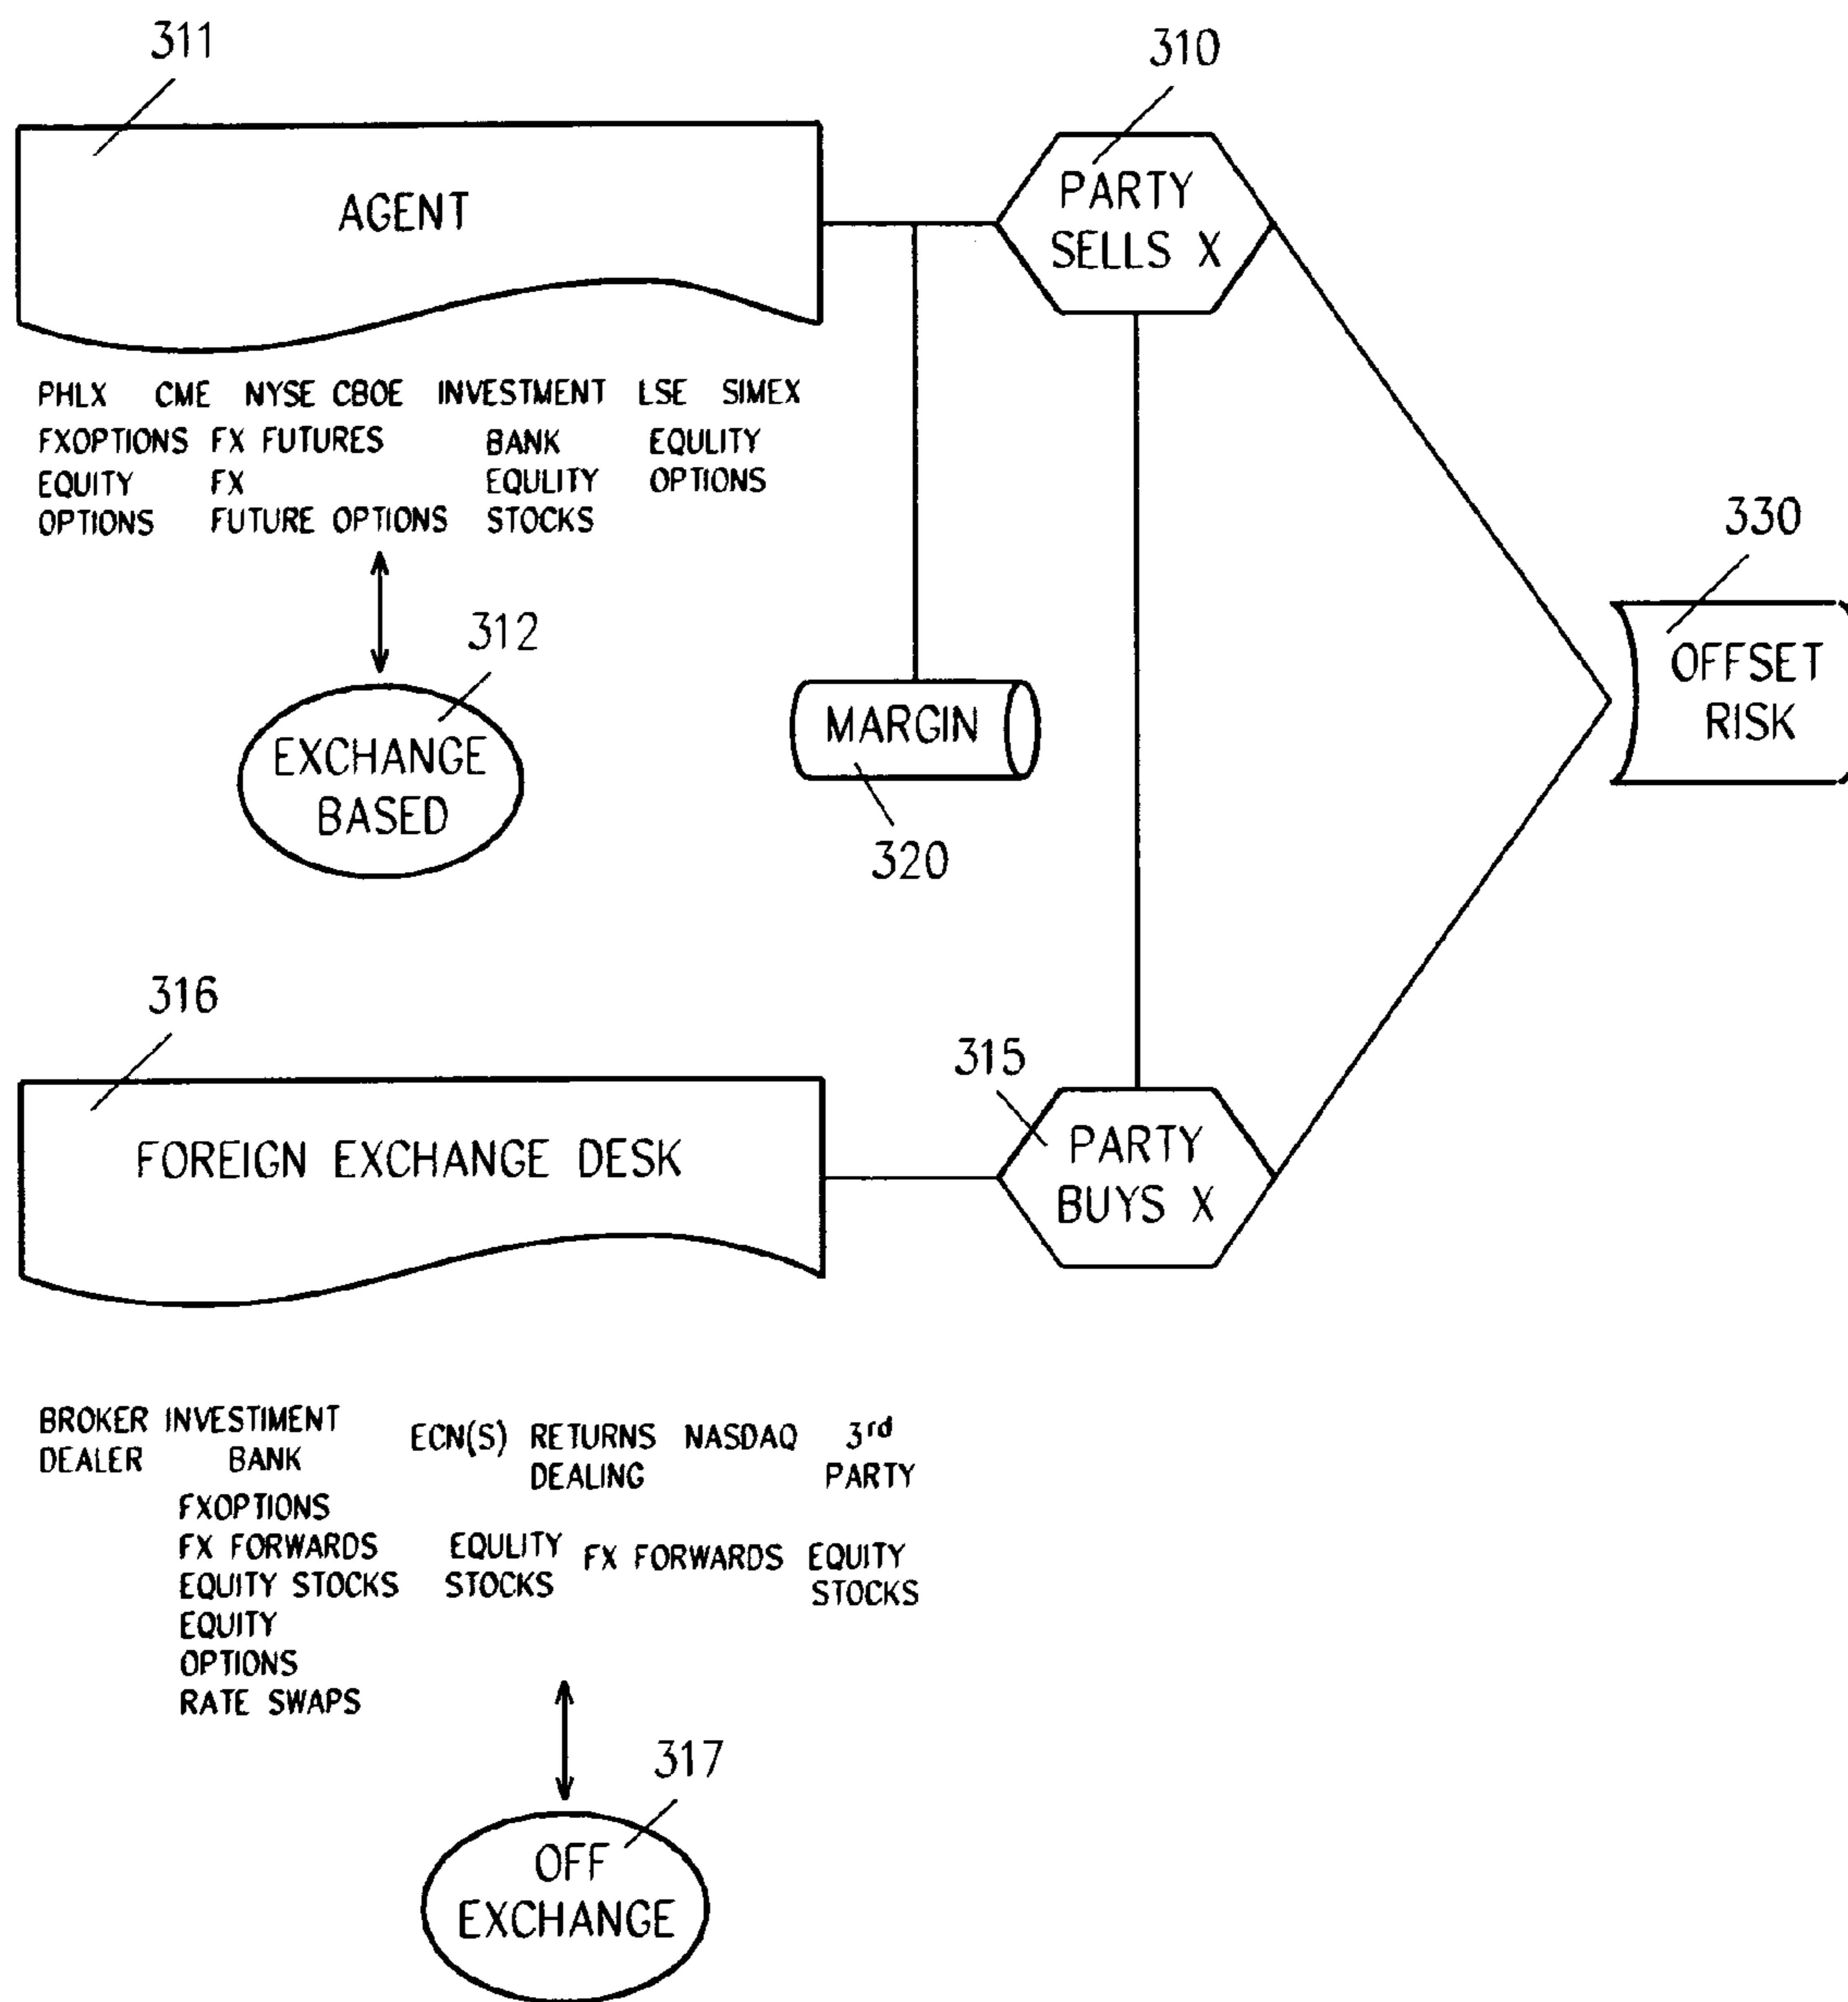 311
310
AGENT
PARTY
SELLS X
PHLX CME NYSE CBOE INVESTMENT LSE SIMEX
FXOPTIONS FX FUTURES BANK EQULITY
EQUITY FX EQULITY OPTIONS
OPTIONS FUTURE OPTIONS STOCKS
330
OFFSET
RISK
312
EXCHANGE
BASED
MARGIN
320
316
315
FOREIGN EXCHANGE DESK
PARTY
BUYS X
BROKER INVESTIMENT ECN(S) RETURNS NASDAQ 3rd
DEALER BANK DEALING PARTY
FXOPTIONS
FX FORWARDS EQULITY FX FORWARDS EQUITY
EQUITY STOCKS STOCKS STOCKS
EQUITY
OPTIONS
RATE SWAPS
317
OFF
EXCHANGE